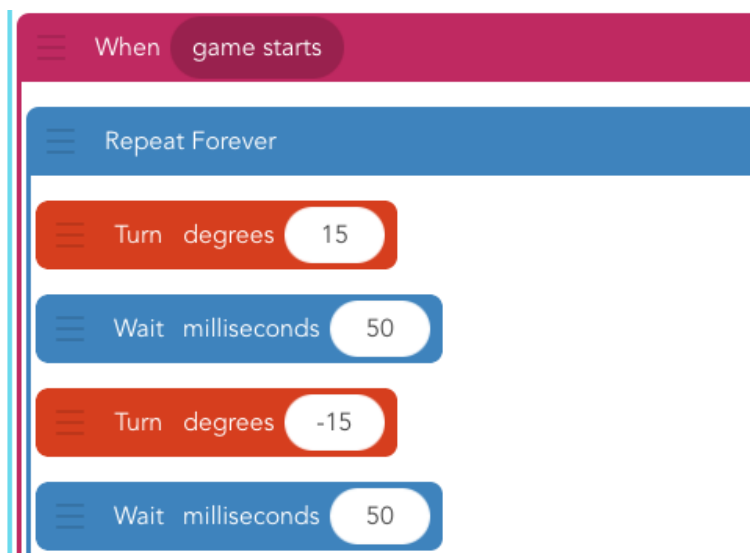 When game starts
Repeat Forever
Turn degrees 15
Wait milliseconds 50
Turn degrees -15
Wait milliseconds 50